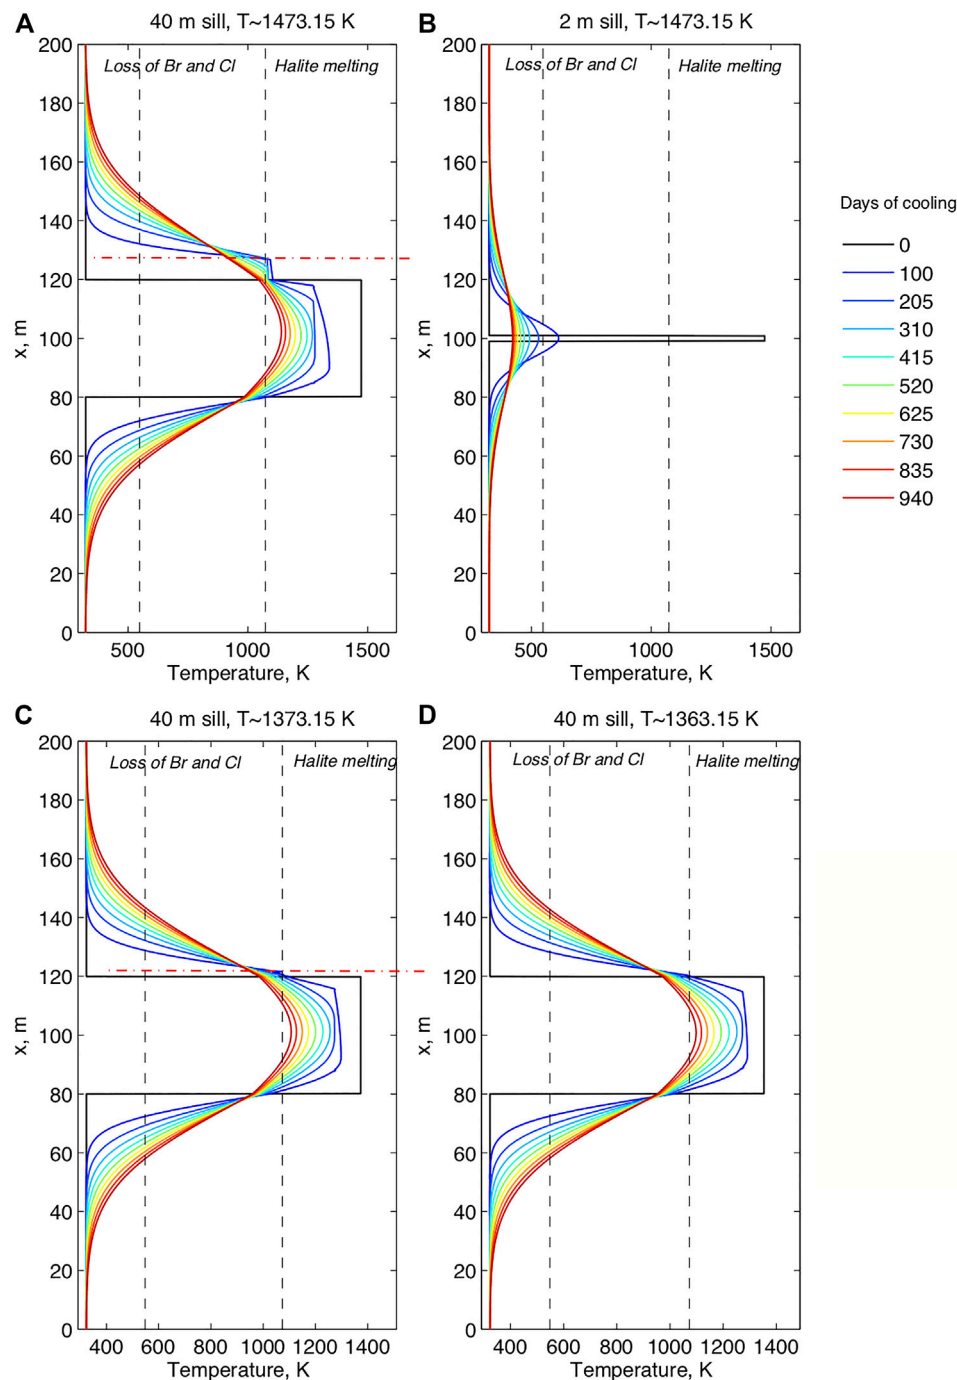 A
40 m sill, T~1473.15 K
Loss of Br and Cl
Halite melting
200
180
160
140
120
100
80
60
40
20
0
x, m
500 1000 1500
Temperature, K
B
2 m sill, T~1473.15 K
Loss of Br and Cl
Halite melting
200
180
160
140
120
100
80
60
40
20
0
x, m
500 1000 1500
Temperature, K
Days of cooling
0
100
205
310
415
520
625
730
835
940
C
40 m sill, T~1373.15 K
Loss of Br and Cl
Halite melting
200
180
160
140
120
100
80
60
40
20
0
x, m
400 600 800 1000 1200 1400
Temperature, K
D
40 m sill, T~1363.15 K
Loss of Br and Cl
Halite melting
200
180
160
140
120
100
80
60
40
20
0
x, m
400 600 800 1000 1200 1400
Temperature, K